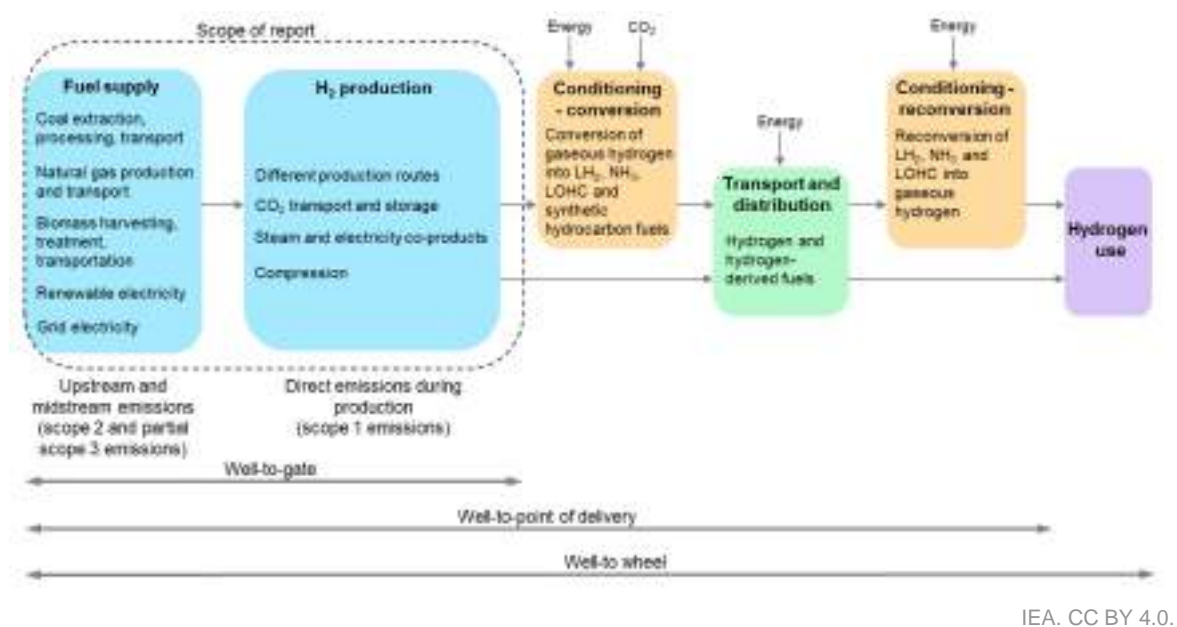 Scope of report
Fuel supply
Coal extraction,
processing, transport
Natural gas production
and transport
Biomass harvesting,
treatment,
transportation
Renewable electricity
Grid electricity
H₂ production
Different production routes
CO₂ transport and storage
Steam and electricity co-products
Compression
Energy
CO₂
Conditioning
- conversion
Conversion of
gaseous hydrogen
into LH₂, NH₃,
LOHC and
synthetic
hydrocarbon fuels
Energy
Transport and
distribution
Hydrogen and
hydrogen-
derived fuels
Energy
Conditioning -
reconversion
Reconversion of
LH₂, NH₃ and
LOHC into
gaseous
hydrogen
Hydrogen
use
Upstream and
midstream emissions
(scope 2 and partial
scope 3 emissions)
Direct emissions during
production
(scope 1 emissions)
Well-to-gate
Well-to-point of delivery
Well-to wheel
IEA. CC BY 4.0.